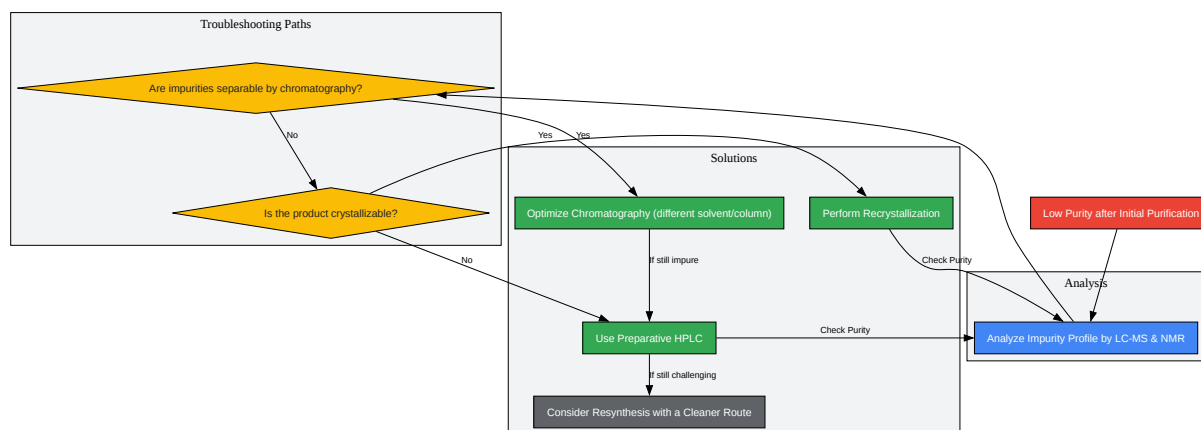 Troubleshooting Paths
Are impurities separable by chromatography?
No
Yes
Yes
Is the product crystallizable?
Solutions
Optimize Chromatography (different solvent/column)
Perform Recrystallization
Low Purity after Initial Purification
No
If still impure
Check Purity
Analysis
Use Preparative HPLC
Check Purity
Analyze Impurity Profile by LC-MS & NMR
If still challenging
Consider Resynthesis with a Cleaner Route